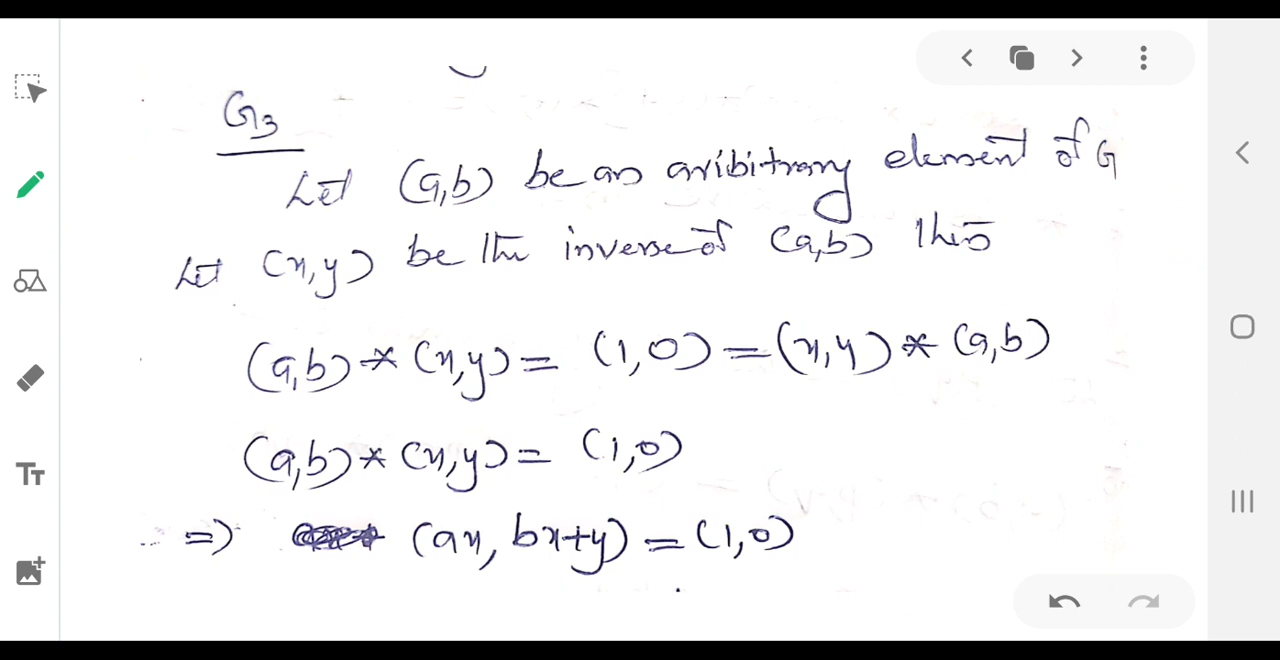 G3
Let (a,b) be an aribitrary element of G
Let (x,y) be the inverse of (a,b) then
(a,b) * (x,y) = (1,0) = (x,y) * (a,b)
(a,b) * (x,y) = (1,0)
=> (ax, bx+y) = (1,0)
TT